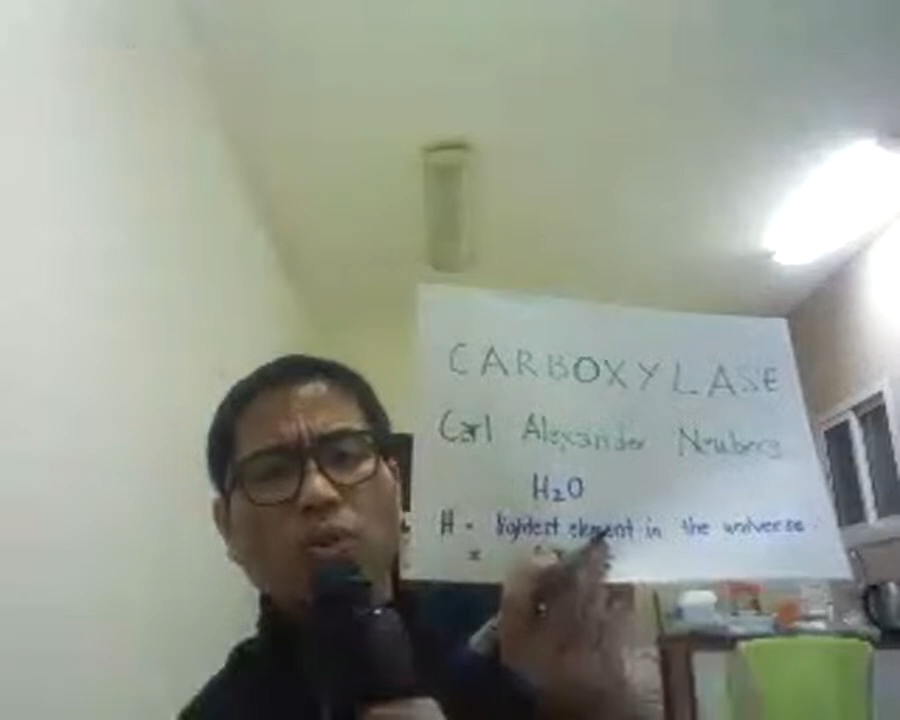 CARBOXYLASE
Carl Alexander Neuberg
H₂O
H = lightest element in the universe